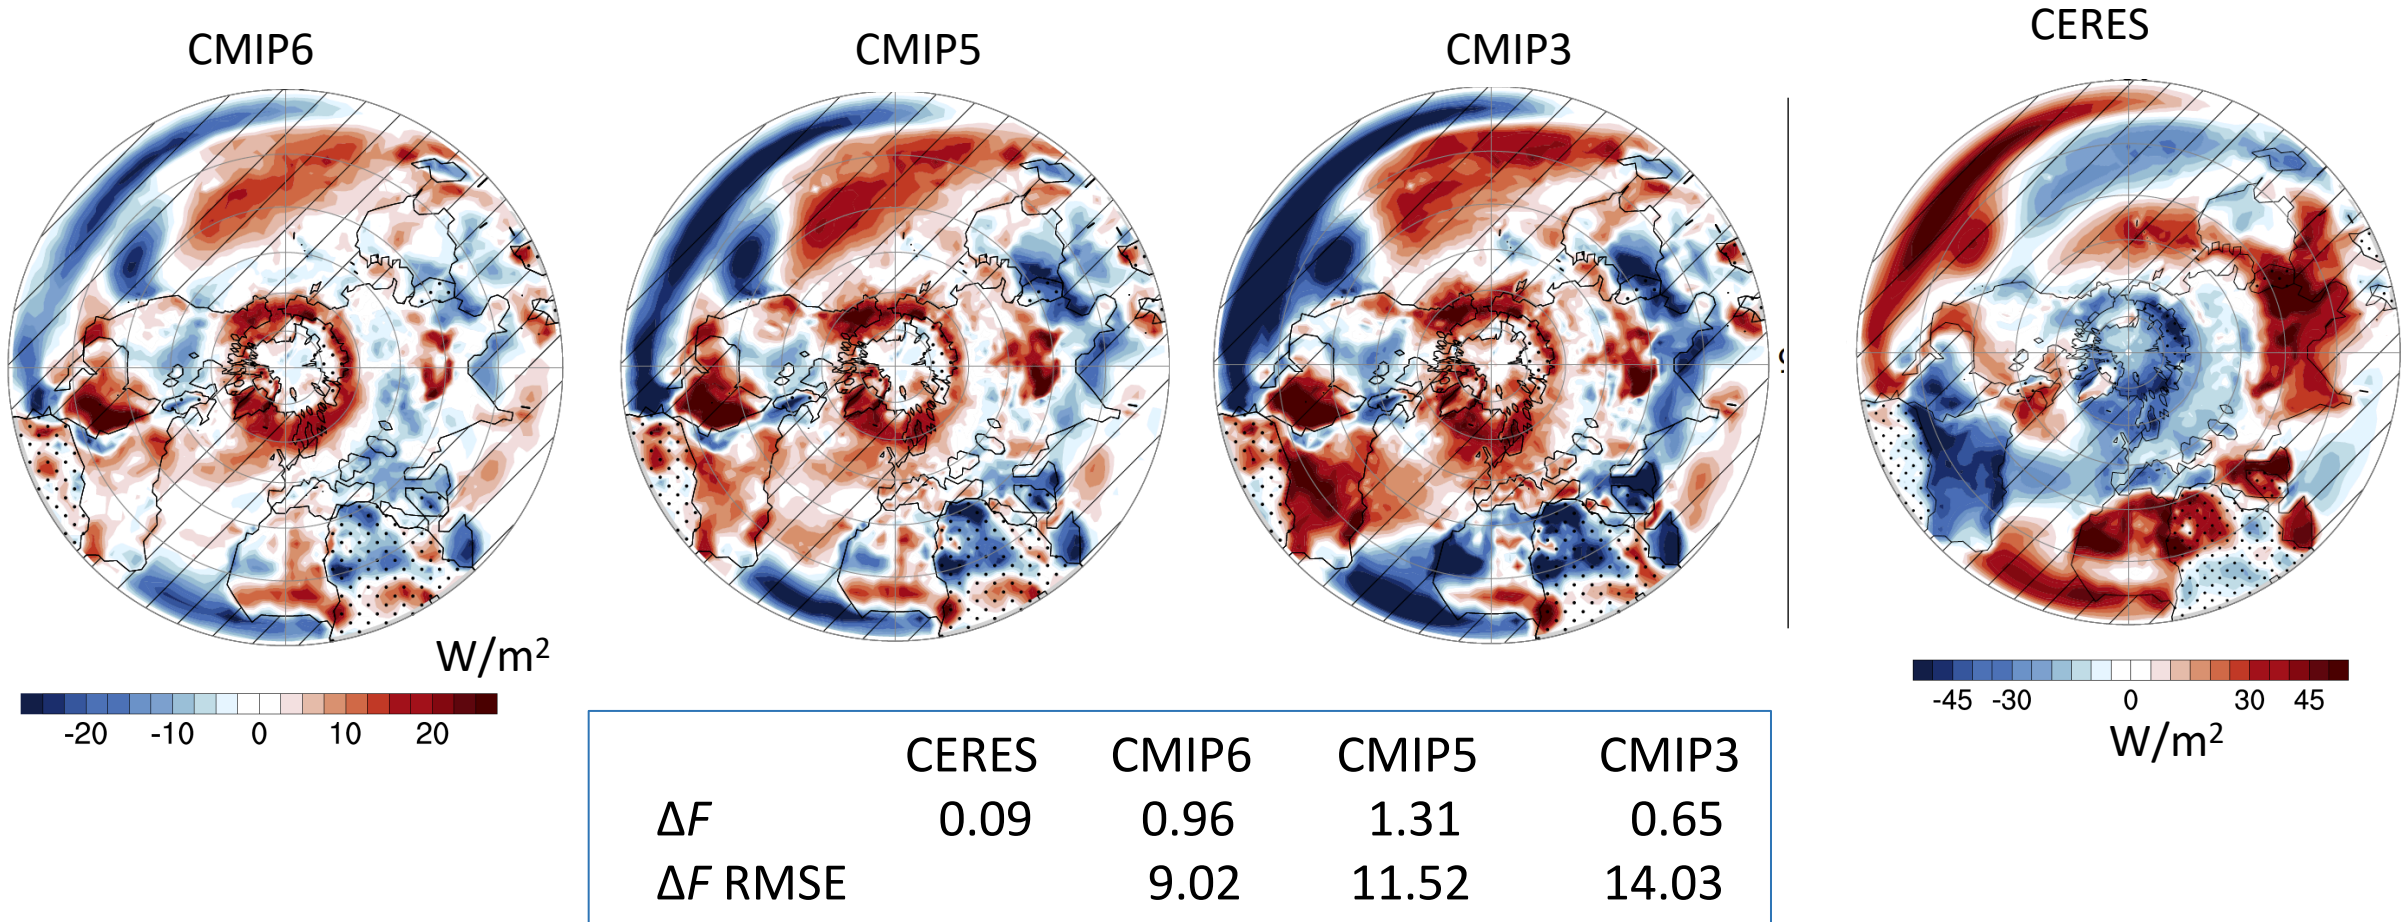 CMIP6
CMIP5
CMIP3
CERES
W/m²
-20 -10 0 10 20
-45 -30 0 30 45
W/m²
CERES CMIP6 CMIP5 CMIP3
ΔF 0.09 0.96 1.31 0.65
ΔF RMSE 9.02 11.52 14.03